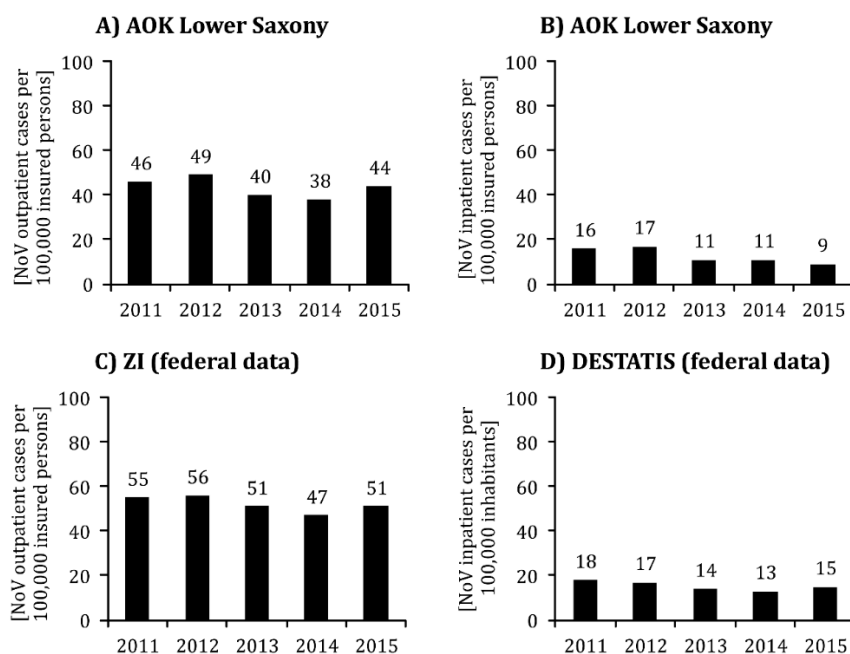 A) AOK Lower Saxony
[NoV outpatient cases per
100,000 insured persons]
100
80
60
40
20
0
46
49
40
38
44
2011 2012 2013 2014 2015
B) AOK Lower Saxony
[NoV inpatient cases per
100,000 insured persons]
100
80
60
40
20
0
16
17
11
11
9
2011 2012 2013 2014 2015
C) ZI (federal data)
[NoV outpatient cases per
100,000 insured persons]
100
80
60
40
20
0
55
56
51
47
51
2011 2012 2013 2014 2015
D) DESTATIS (federal data)
[NoV inpatient cases per
100,000 inhabitants]
100
80
60
40
20
0
18
17
14
13
15
2011 2012 2013 2014 2015